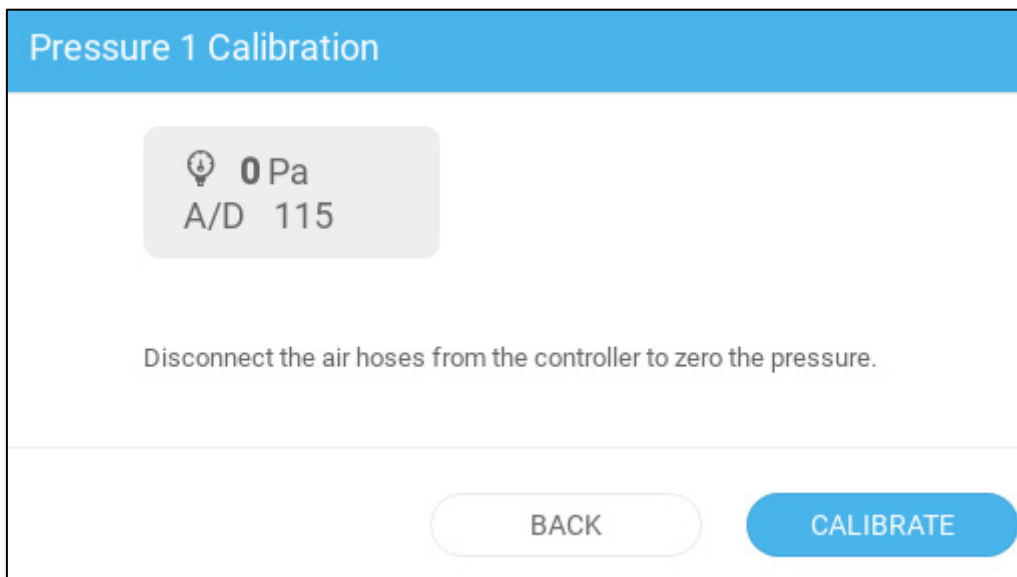 Pressure 1 Calibration
0 Pa
A/D 115
Disconnect the air hoses from the controller to zero the pressure.
BACK
CALIBRATE